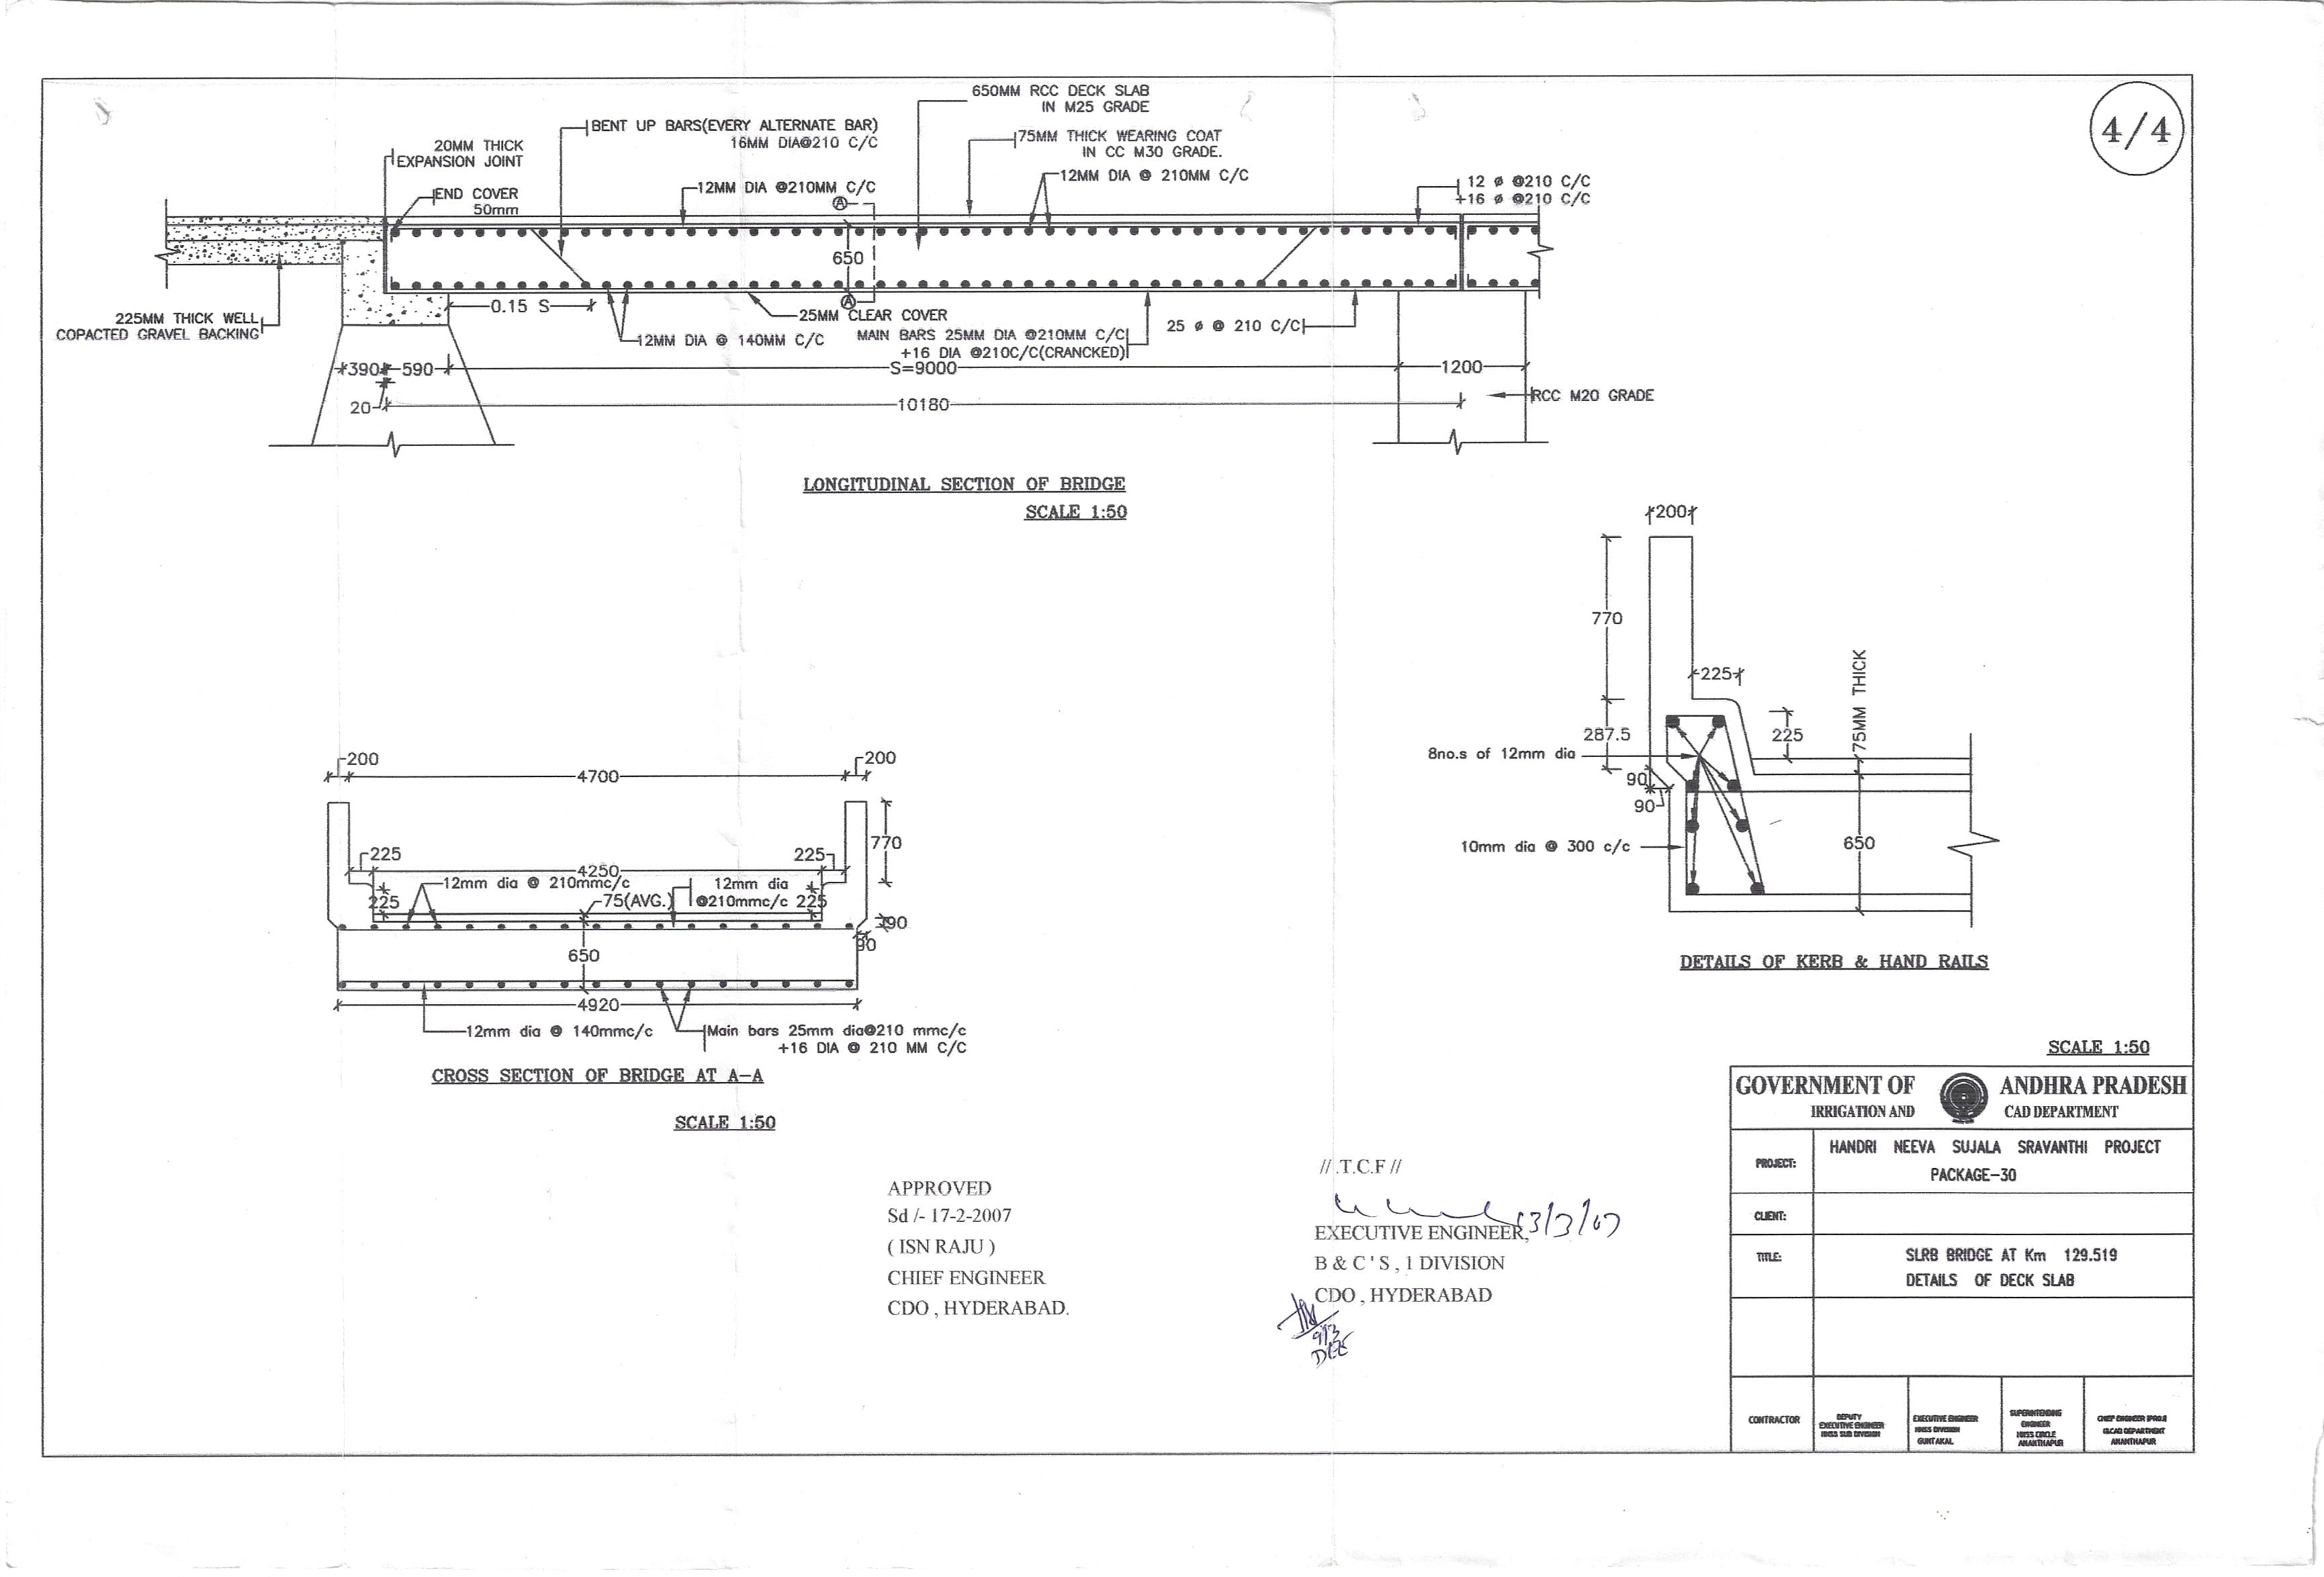 4/4
650MM RCC DECK SLAB
IN M25 GRADE
BENT UP BARS(EVERY ALTERNATE BAR)
16MM DIA@210 C/C
75MM THICK WEARING COAT
IN CC M30 GRADE.
20MM THICK
EXPANSION JOINT
12MM DIA @210MM C/C
12MM DIA @ 210MM C/C
12 ø @210 C/C
+16 ø @210 C/C
END COVER
50mm
A
650
A
0.15 S
225MM THICK WELL
COPACTED GRAVEL BACKING
25MM CLEAR COVER
12MM DIA @ 140MM C/C
MAIN BARS 25MM DIA @210MM C/C
+16 DIA @210C/C(CRANCKED)
25 ø @ 210 C/C
390
590
S=9000
1200
20
10180
RCC M20 GRADE
LONGITUDINAL SECTION OF BRIDGE
SCALE 1:50
200
770
225
75MM THICK
287.5
225
8no.s of 12mm dia
90
90
10mm dia @ 300 c/c
650
DETAILS OF KERB & HAND RAILS
SCALE 1:50
200
4700
200
770
225
4250
225
12mm dia @ 210mmc/c
12mm dia
@210mmc/c
225
75(AVG.)
225
90
90
650
4920
12mm dia @ 140mmc/c
Main bars 25mm dia@210 mmc/c
+16 DIA @ 210 MM C/C
CROSS SECTION OF BRIDGE AT A-A
SCALE 1:50
APPROVED
Sd /- 17-2-2007
( ISN RAJU )
CHIEF ENGINEER
CDO , HYDERABAD.
// .T.C.F //
13/3/07
EXECUTIVE ENGINEER,
B & C ' S , 1 DIVISION
CDO , HYDERABAD
9/3
DEE
GOVERNMENT OF ANDHRA PRADESH
IRRIGATION AND CAD DEPARTMENT
PROJECT: HANDRI NEEVA SUJALA SRAVANTHI PROJECT
PACKAGE-30
CLIENT:
TITLE: SLRB BRIDGE AT Km 129.519
DETAILS OF DECK SLAB
CONTRACTOR
DEPUTY
EXECUTIVE ENGINEER
HNSS SUB DIVISION
EXECUTIVE ENGINEER
HNSS DIVISION
GUNTAKAL
SUPERINTENDING
ENGINEER
HNSS CIRCLE
ANANTHAPUR
CHIEF ENGINEER (PROJ)
I&CAD DEPARTMENT
ANANTHAPUR